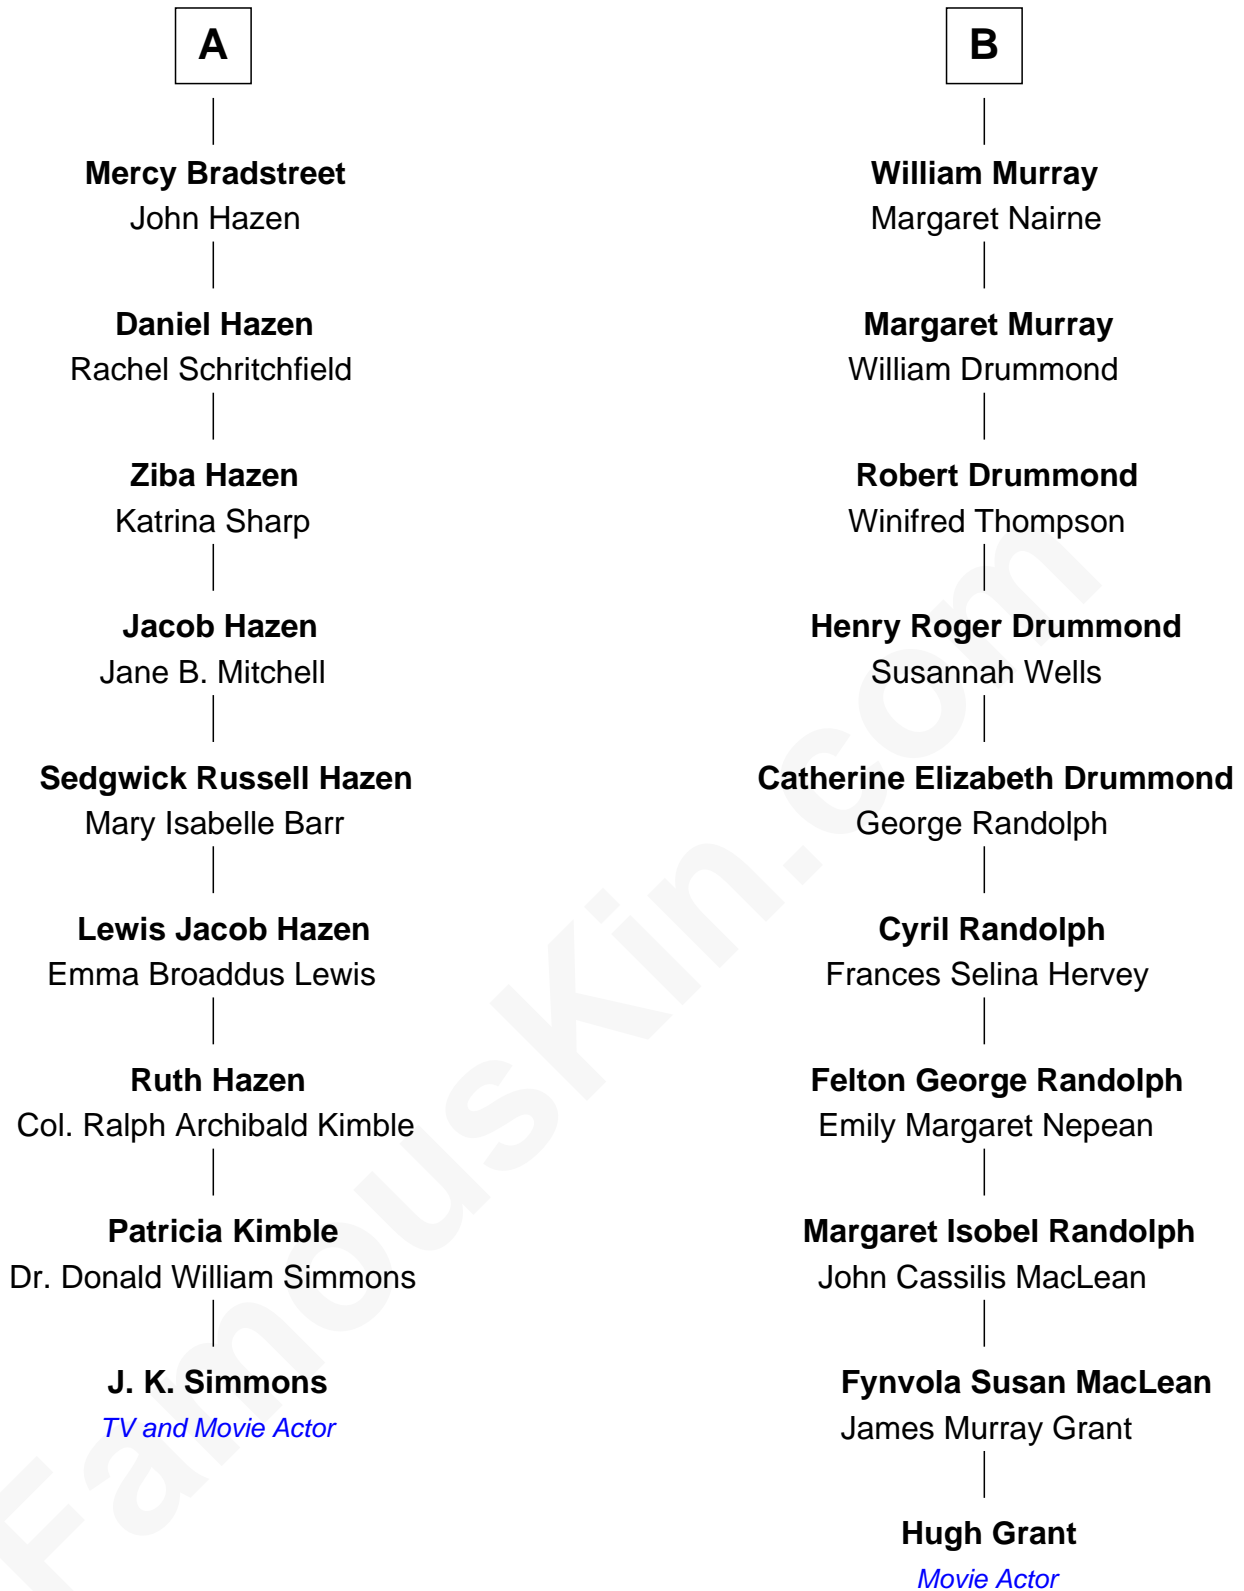 A
Mercy Bradstreet
John Hazen
Daniel Hazen
Rachel Schritchfield
Ziba Hazen
Katrina Sharp
Jacob Hazen
Jane B. Mitchell
Sedgwick Russell Hazen
Mary Isabelle Barr
Lewis Jacob Hazen
Emma Broaddus Lewis
Ruth Hazen
Col. Ralph Archibald Kimble
Patricia Kimble
Dr. Donald William Simmons
J. K. Simmons
TV and Movie Actor
B
William Murray
Margaret Nairne
Margaret Murray
William Drummond
Robert Drummond
Winifred Thompson
Henry Roger Drummond
Susannah Wells
Catherine Elizabeth Drummond
George Randolph
Cyril Randolph
Frances Selina Hervey
Felton George Randolph
Emily Margaret Nepean
Margaret Isobel Randolph
John Cassilis MacLean
Fynvola Susan MacLean
James Murray Grant
Hugh Grant
Movie Actor
FamousKin.com